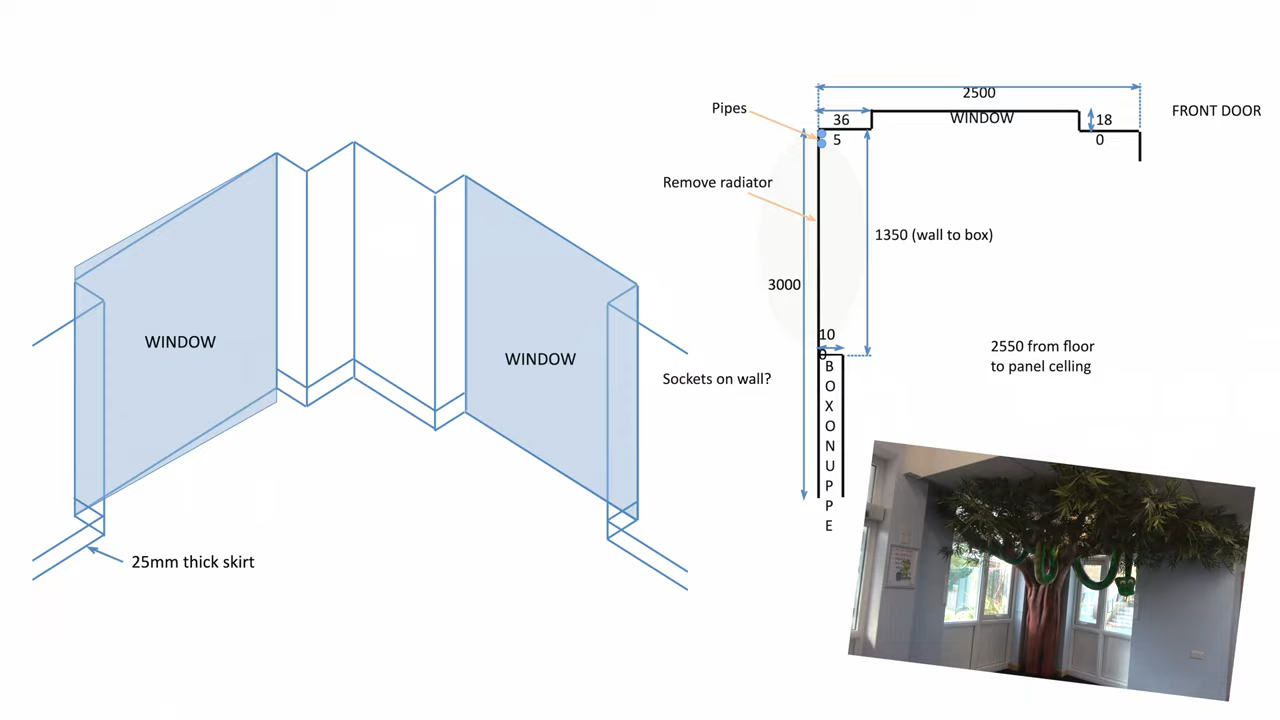 WINDOW
WINDOW
25mm thick skirt
2500
Pipes
36
5
WINDOW
18
0
FRONT DOOR
Remove radiator
1350 (wall to box)
3000
10
0
2550 from floor
to panel celling
Sockets on wall?
B
O
X
O
N
U
P
P
E